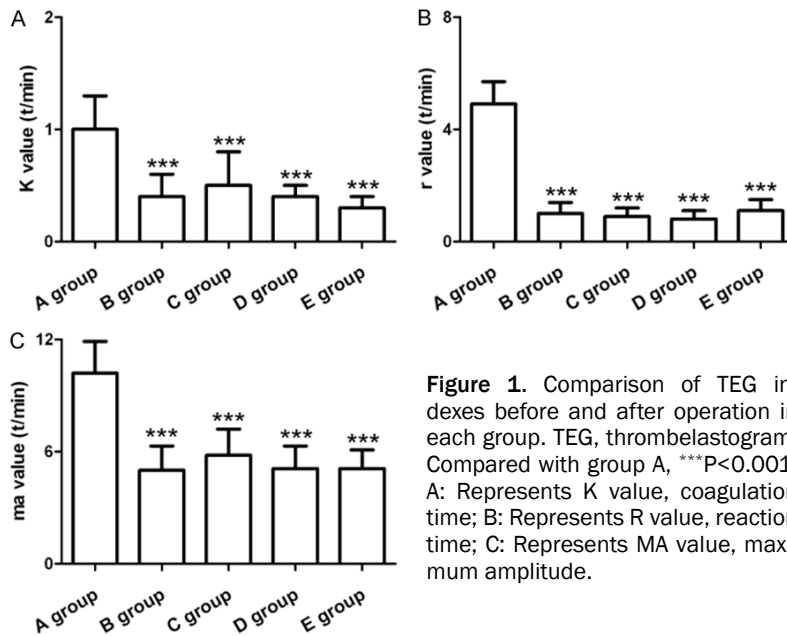 A
K value (t/min)
2
1
0
***
***
***
***
A group
B group
C group
D group
E group
B
r value (t/min)
8
4
0
***
***
***
***
A group
B group
C group
D group
E group
C
ma value (t/min)
12
6
0
***
***
***
***
A group
B group
C group
D group
E group
Figure 1. Comparison of TEG in
dexes before and after operation i
each group. TEG, thrombelastogram
Compared with group A, ***P<0.001
A: Represents K value, coagulation
time; B: Represents R value, reaction
time; C: Represents MA value, max
mum amplitude.